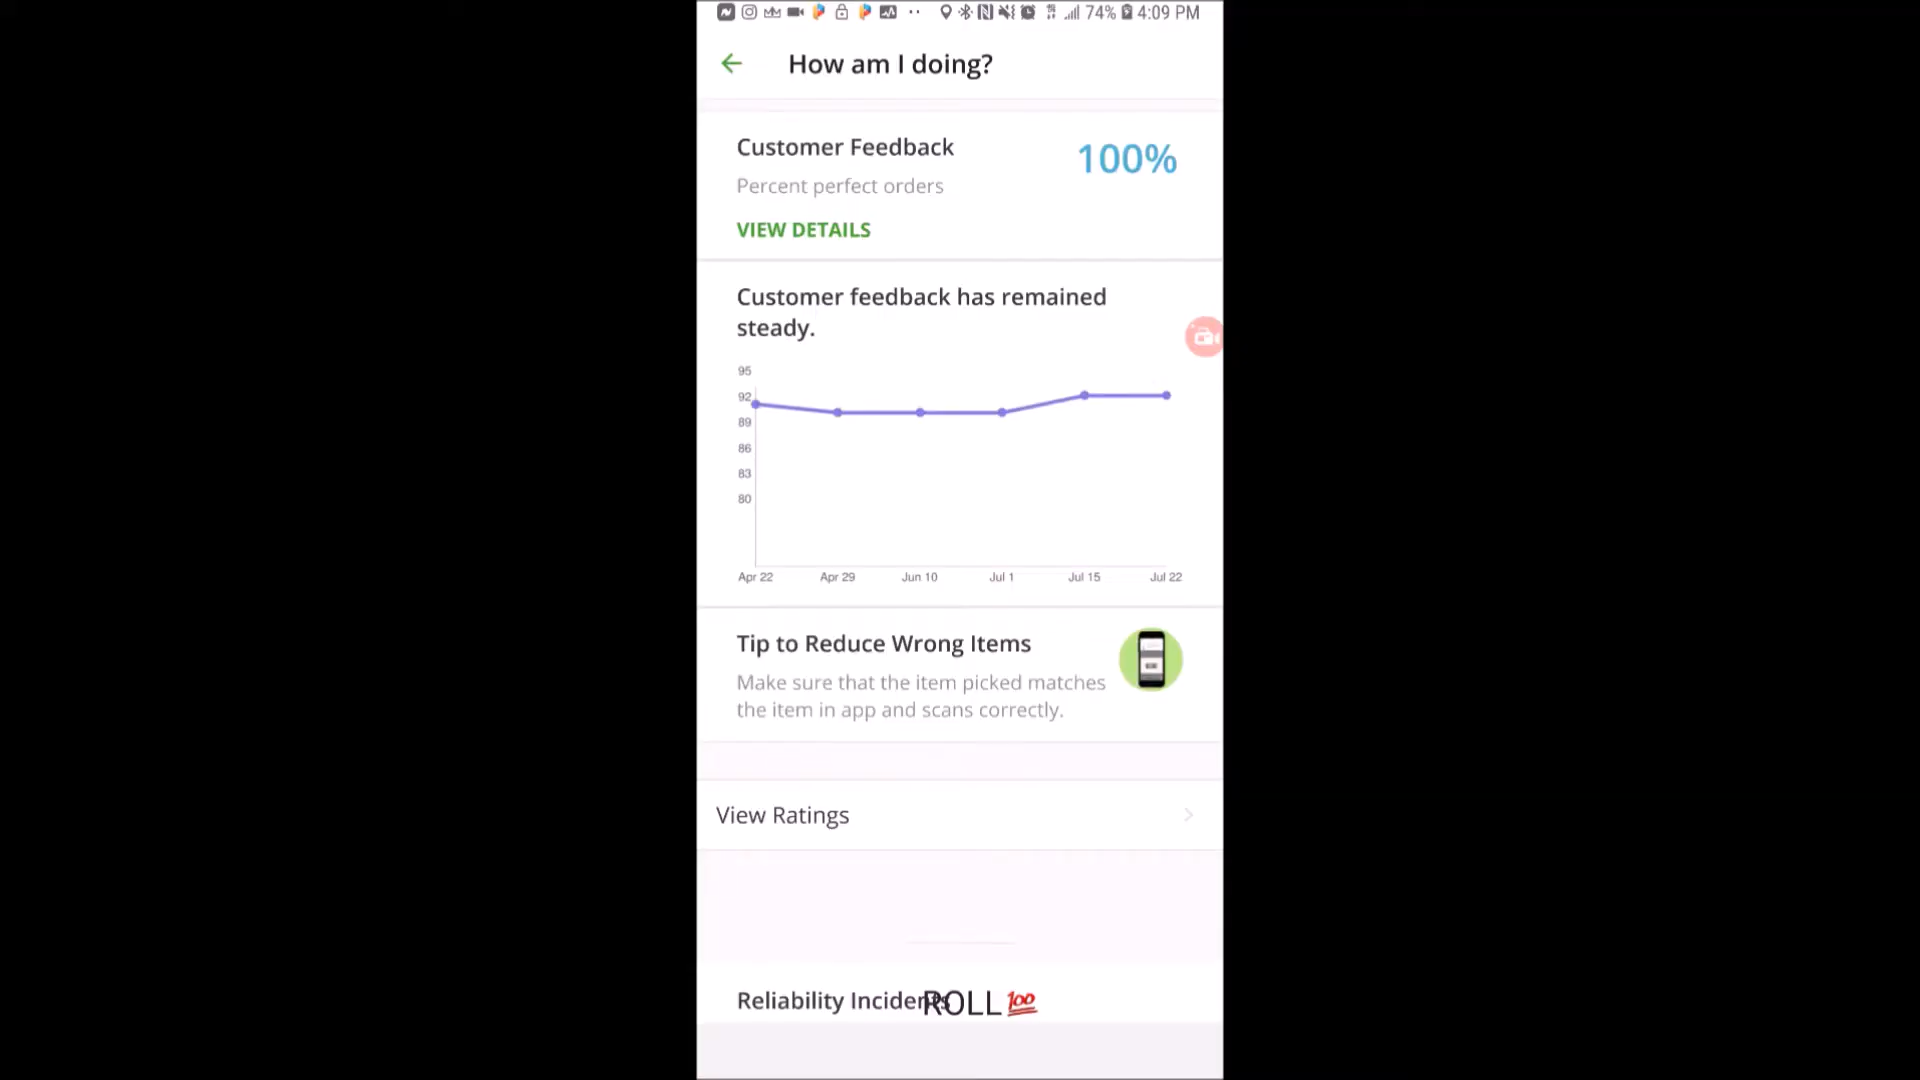 74% 4:09 PM
How am I doing?
Customer Feedback
100%
Percent perfect orders
VIEW DETAILS
Customer feedback has remained
steady.
95
92
89
86
83
80
Apr 22 Apr 29 Jun 10 Jul 1 Jul 15 Jul 22
Tip to Reduce Wrong Items
Make sure that the item picked matches
the item in app and scans correctly.
View Ratings
Reliability Incidents
ROLL💯